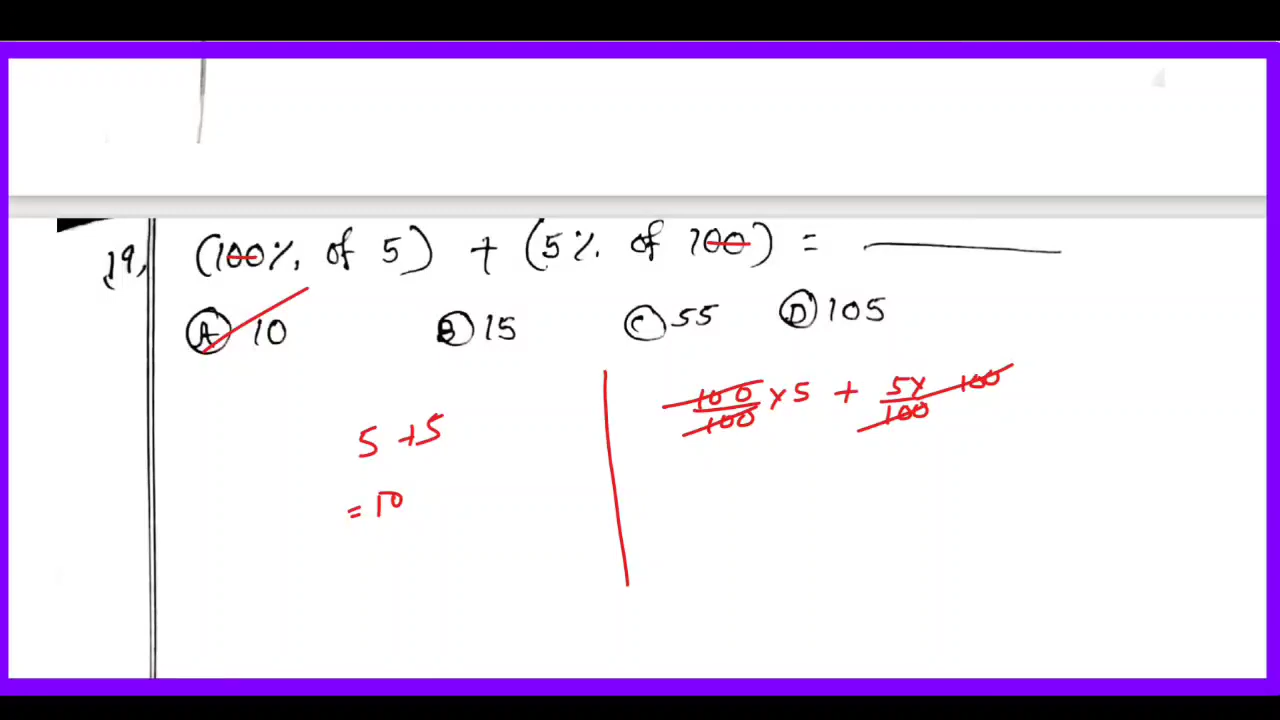 19, (100% of 5) + (5% of 100) = ______
(A) 10 (B) 15 (C) 55 (D) 105
100/100 × 5 + 5×100/100
5 + 5
= 10